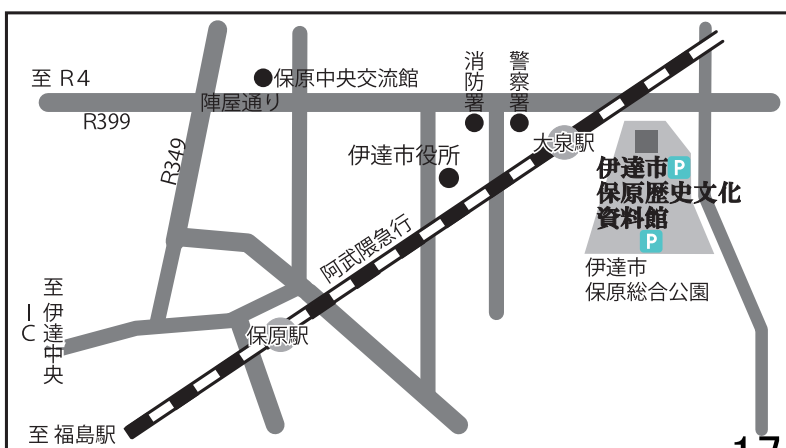 至 R4
保原中央交流館
陣屋通り
R399
R349
消防署
警察署
伊達市役所
大泉駅
伊達市 P
保原歴史文化
資料館
P
伊達市
保原総合公園
阿武隈急行
至 伊達中央
IC
保原駅
至 福島駅
17